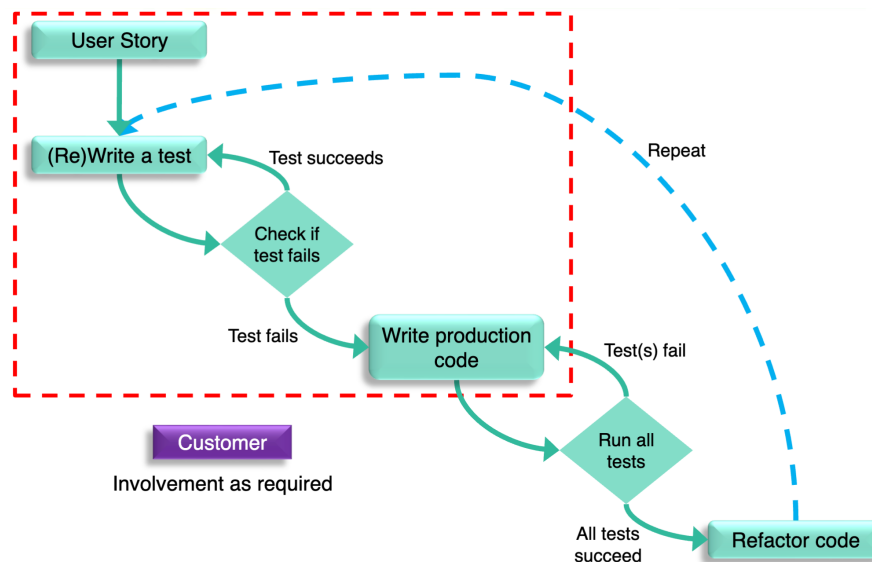 User Story
(Re)Write a test
Test succeeds
Repeat
Check if
test fails
Test fails
Write production
code
Test(s) fail
Customer
Involvement as required
Run all
tests
All tests
succeed
Refactor code